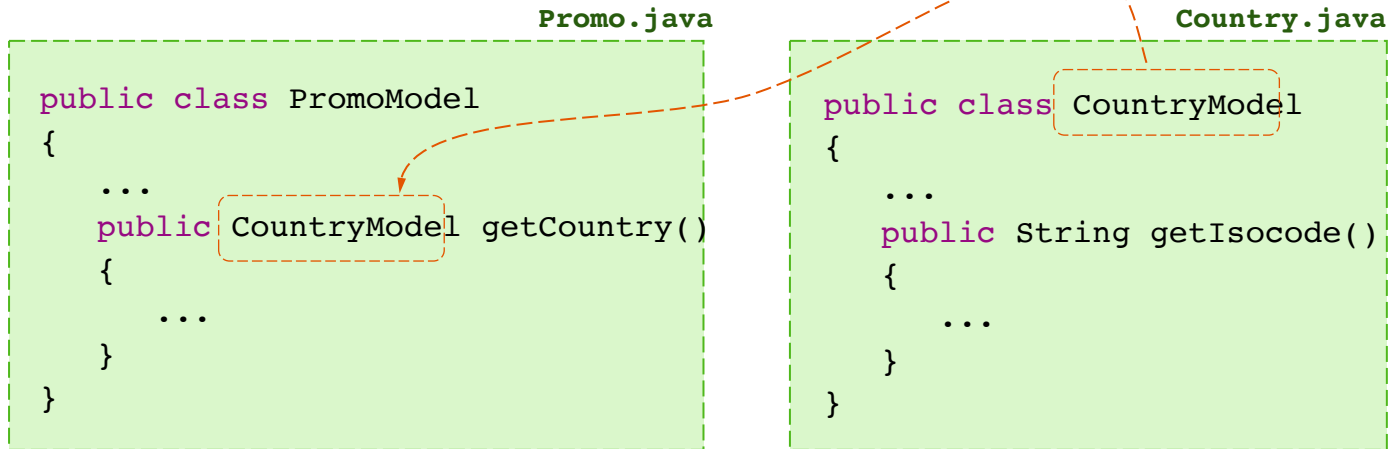 Promo.java
public class PromoModel
{
...
public CountryModel getCountry()
{
...
}
}
Country.java
public class CountryModel
{
...
public String getIsocode()
{
...
}
}